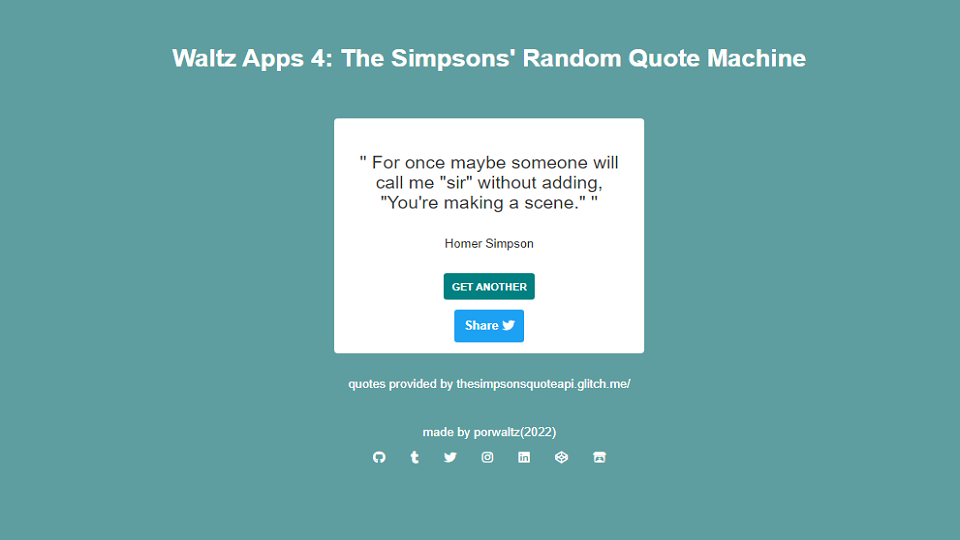 Waltz Apps 4: The Simpsons' Random Quote Machine
" For once maybe someone will
call me "sir" without adding,
"You're making a scene." "
Homer Simpson
GET ANOTHER
Share
quotes provided by thesimpsonsquoteapi.glitch.me/
made by porwaltz(2022)